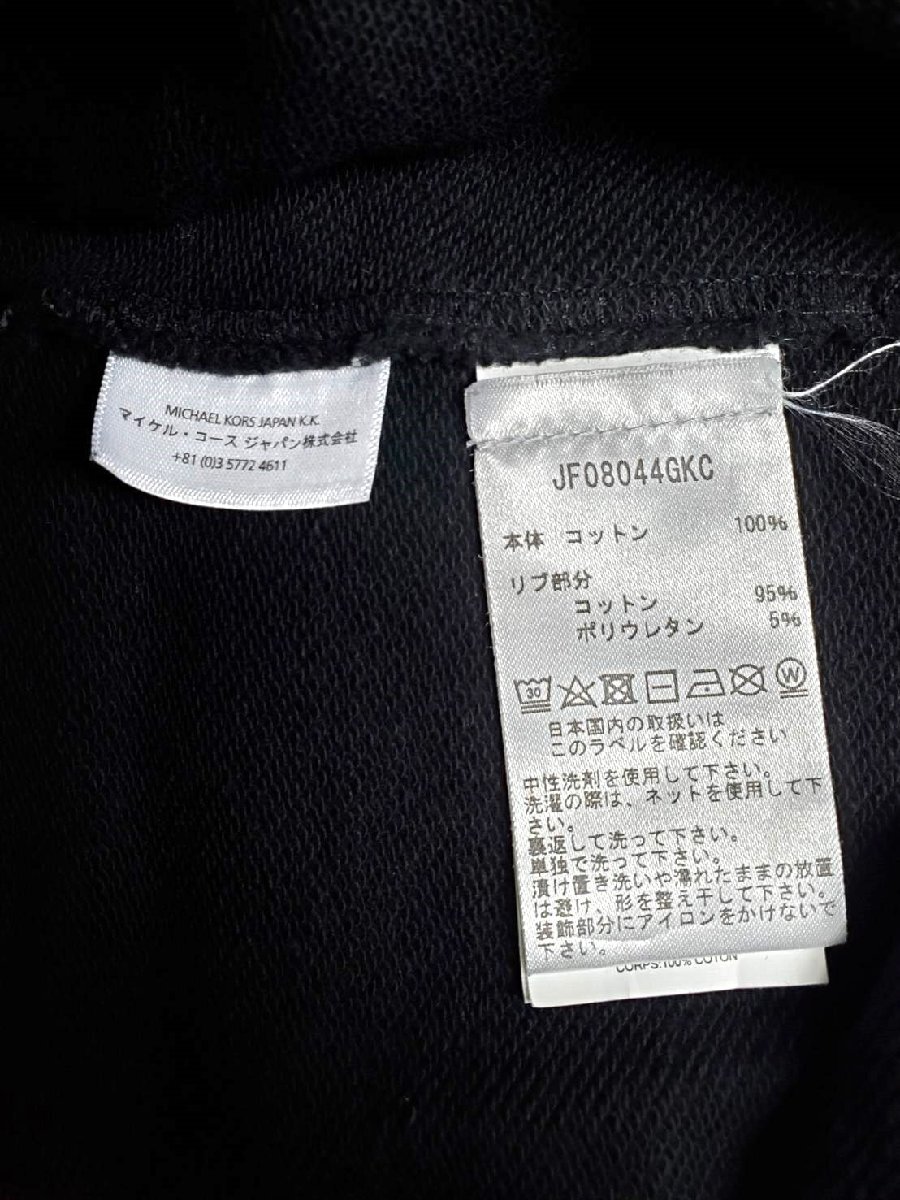 MICHAEL KORS JAPAN K.K.
マイケル・コース ジャパン株式会社
+81 (0)3 5772 4611
JF08044GKC
本体 コットン 100%
リブ部分
コットン 95%
ポリウレタン 5%
30
W
日本国内の取扱いは
このラベルを確認ください
中性洗剤を使用して下さい。
洗濯の際は、ネットを使用して下
さい。
裏返して洗って下さい。
単独で洗って下さい。
漬け置き洗いや濡れたままの放置
は避け、形を整え干して下さい。
装飾部分にアイロンをかけないで
下さい。
CORPS:100% COTON